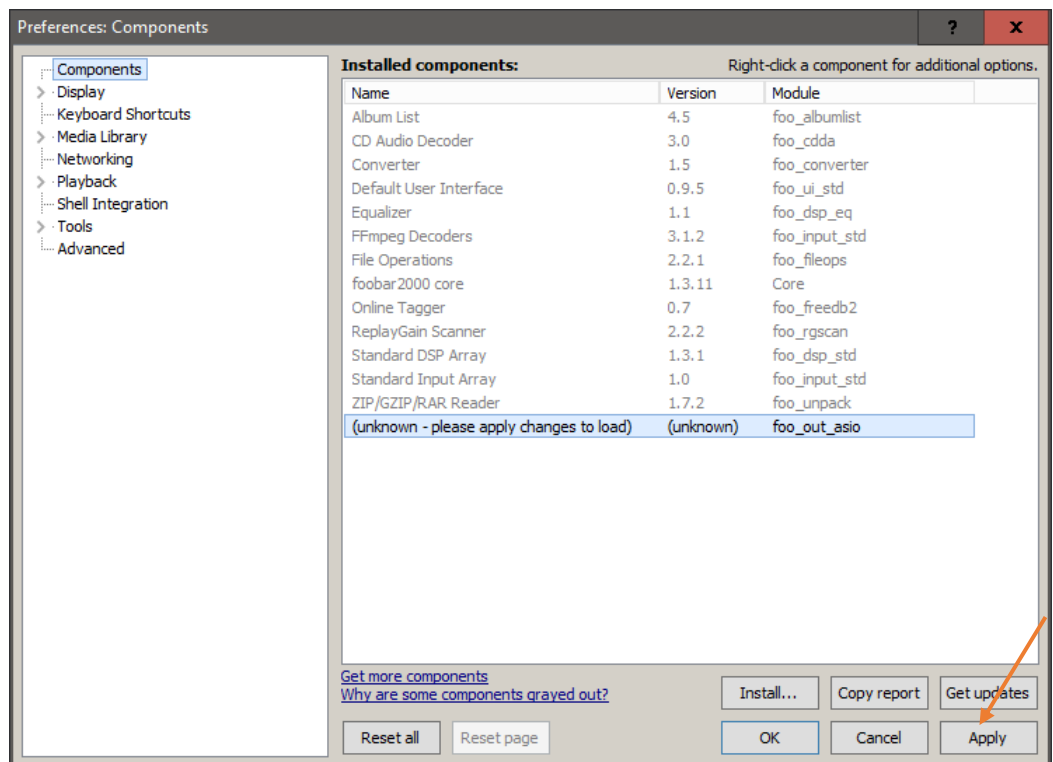 Preferences: Components
?
x
Components
Display
Keyboard Shortcuts
Media Library
Networking
Playback
Shell Integration
Tools
Advanced
Installed components:
Right-click a component for additional options.
Name Version Module
Album List 4.5 foo_albumlist
CD Audio Decoder 3.0 foo_cdda
Converter 1.5 foo_converter
Default User Interface 0.9.5 foo_ui_std
Equalizer 1.1 foo_dsp_eq
FFmpeg Decoders 3.1.2 foo_input_std
File Operations 2.2.1 foo_fileops
foobar2000 core 1.3.11 Core
Online Tagger 0.7 foo_freedb2
ReplayGain Scanner 2.2.2 foo_rgscan
Standard DSP Array 1.3.1 foo_dsp_std
Standard Input Array 1.0 foo_input_std
ZIP/GZIP/RAR Reader 1.7.2 foo_unpack
(unknown - please apply changes to load) (unknown) foo_out_asio
Get more components
Why are some components grayed out?
Install... Copy report Get updates
Reset all Reset page OK Cancel Apply